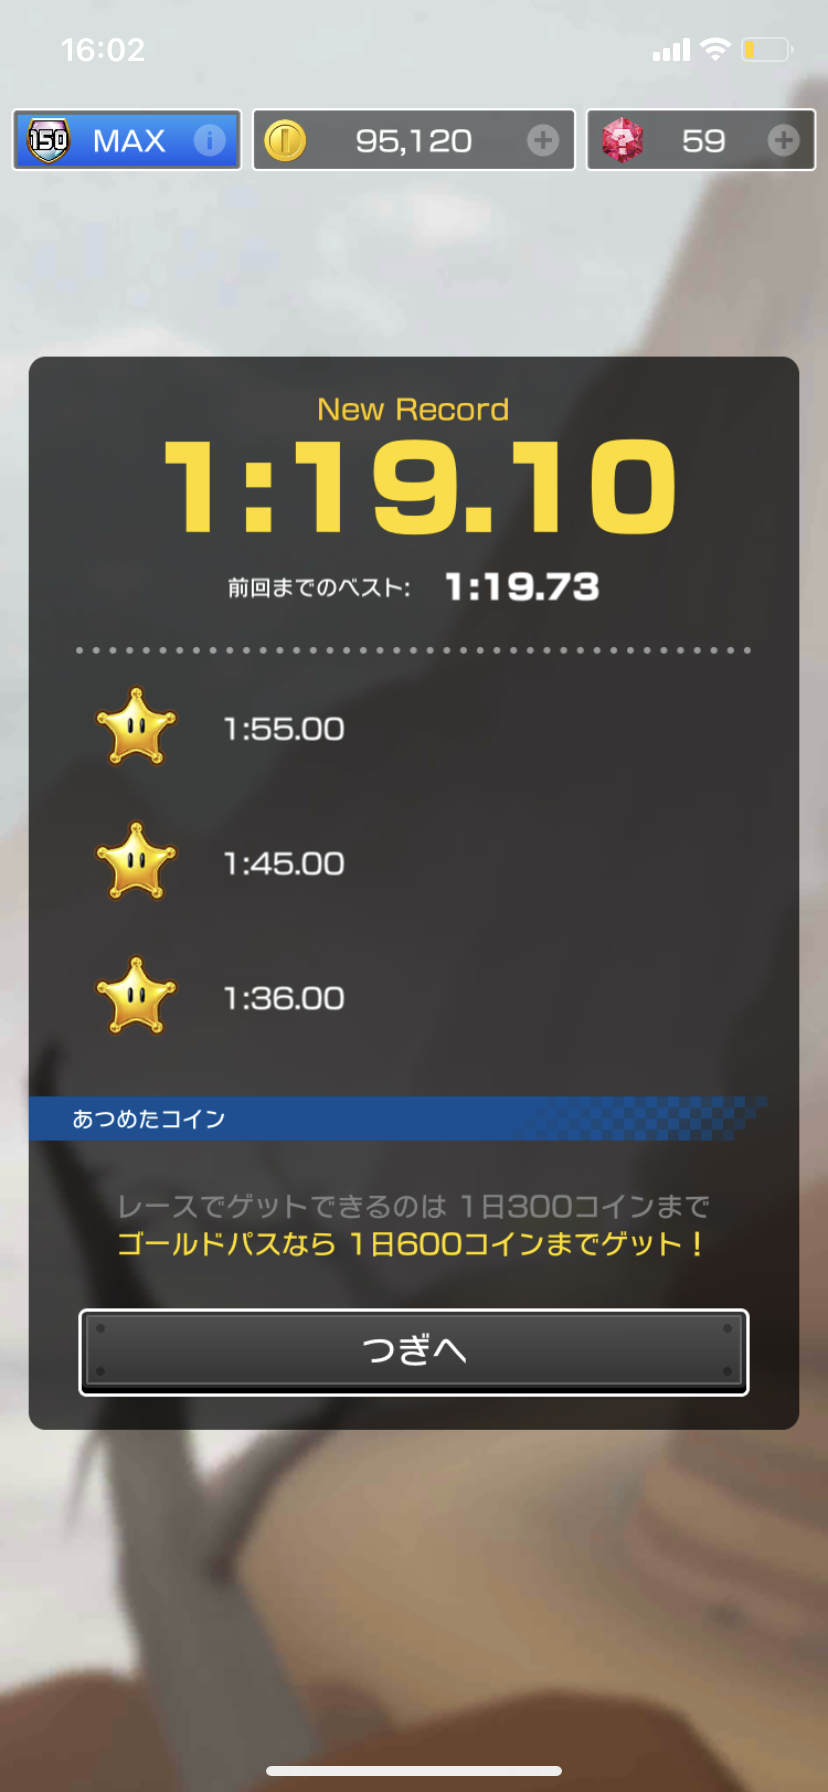 16:02
150 MAX i 95,120 + ? 59 +
New Record
1:19.10
前回までのベスト: 1:19.73
1:55.00
1:45.00
1:36.00
あつめたコイン
レースでゲットできるのは 1日300コインまで
ゴールドパスなら 1日600コインまでゲット！
つぎへ